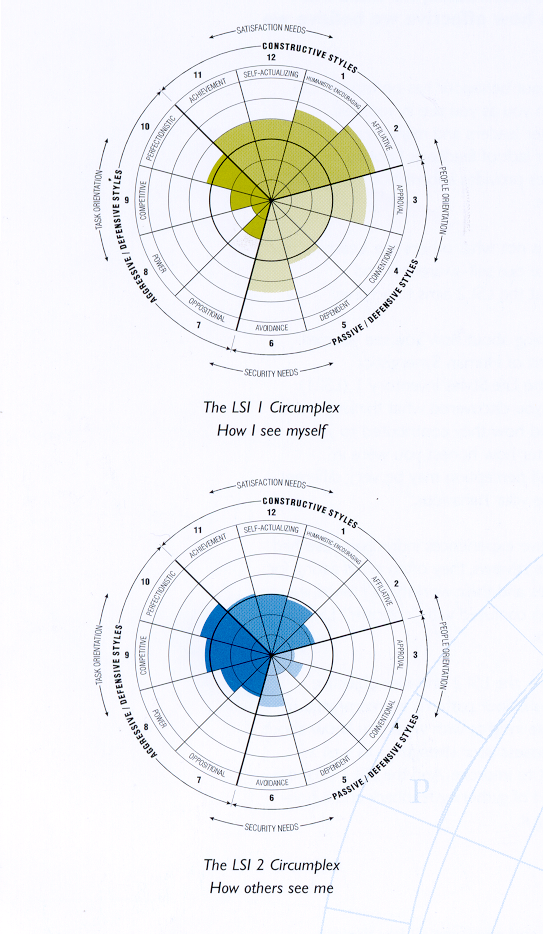 SATISFACTION NEEDS
CONSTRUCTIVE STYLES
12
SELF-ACTUALIZING
1
HUMANISTIC-ENCOURAGING
2
AFFILIATIVE
PEOPLE ORIENTATION
3
APPROVAL
4
CONVENTIONAL
PASSIVE / DEFENSIVE STYLES
5
DEPENDENT
6
AVOIDANCE
SECURITY NEEDS
7
OPPOSITIONAL
8
POWER
AGGRESSIVE / DEFENSIVE STYLES
9
COMPETITIVE
TASK ORIENTATION
10
PERFECTIONISTIC
11
ACHIEVEMENT
The LSI 1 Circumplex
How I see myself
SATISFACTION NEEDS
CONSTRUCTIVE STYLES
12
SELF-ACTUALIZING
1
HUMANISTIC-ENCOURAGING
2
AFFILIATIVE
PEOPLE ORIENTATION
3
APPROVAL
4
CONVENTIONAL
PASSIVE / DEFENSIVE STYLES
5
DEPENDENT
6
AVOIDANCE
SECURITY NEEDS
7
OPPOSITIONAL
8
POWER
AGGRESSIVE / DEFENSIVE STYLES
9
COMPETITIVE
TASK ORIENTATION
10
PERFECTIONISTIC
11
ACHIEVEMENT
P
The LSI 2 Circumplex
How others see me